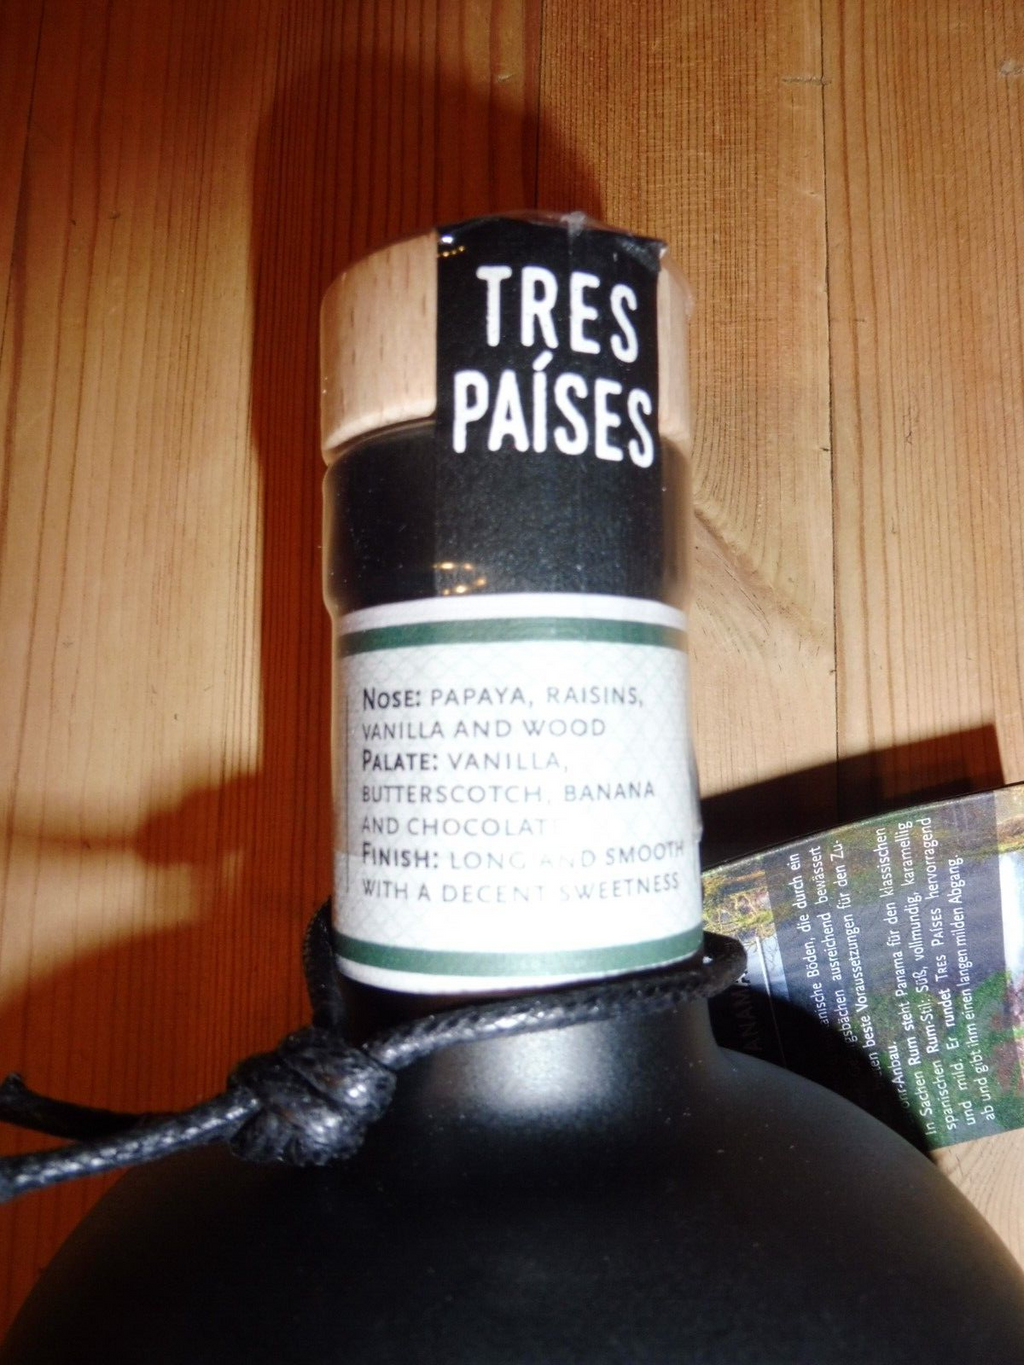 TRES
PAÍSES
NOSE: PAPAYA, RAISINS,
VANILLA AND WOOD
PALATE: VANILLA,
BUTTERSCOTCH, BANANA
AND CHOCOLAT
FINISH: LONG AND SMOOTH
WITH A DECENT SWEETNESS
Böden, die durch ein
ausreichend bewässert
beste Voraussetzungen für den Zu-
-Anbau.
In Sachen Rum steht Panama für den klassischen
spanischen Rum-Stil: Süß, vollmundig, karamellig
und mild. Er rundet TRES PAÍSES hervorragend
ab und gibt ihm einen langen milden Abgang.